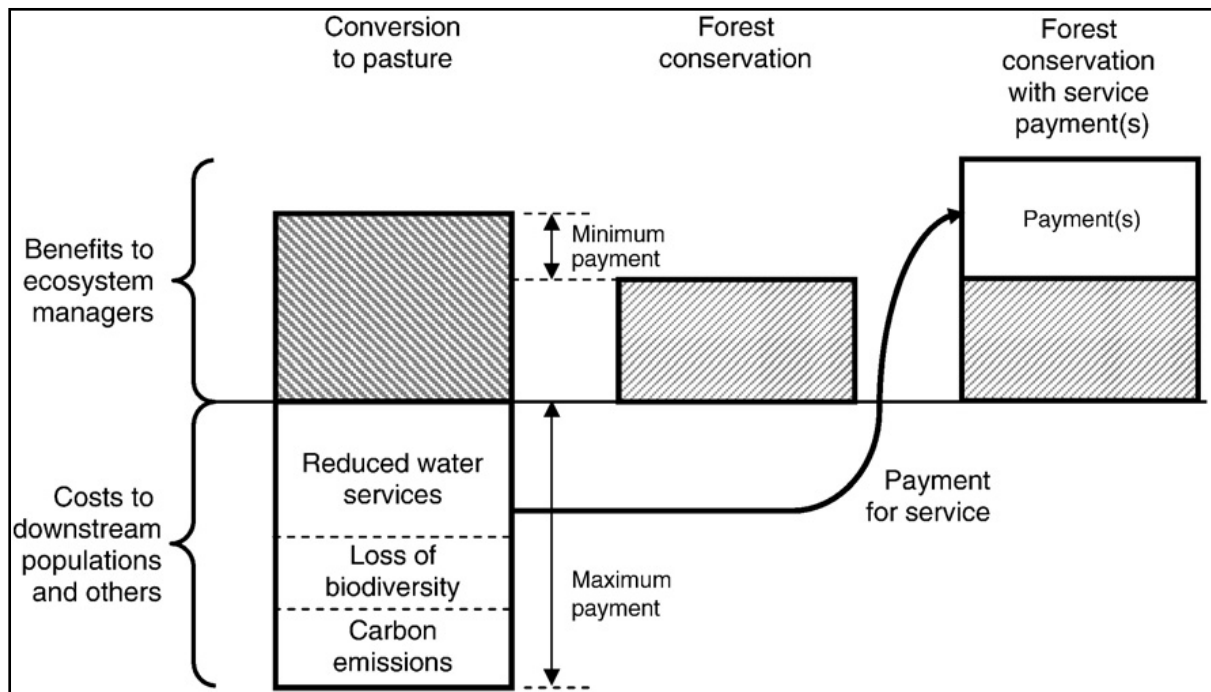 Conversion
to pasture
Forest
conservation
Forest
conservation
with service
payment(s)
Benefits to
ecosystem
managers
Minimum
payment
Payment(s)
Costs to
downstream
populations
and others
Reduced water
services
Loss of
biodiversity
Carbon
emissions
Maximum
payment
Payment
for service